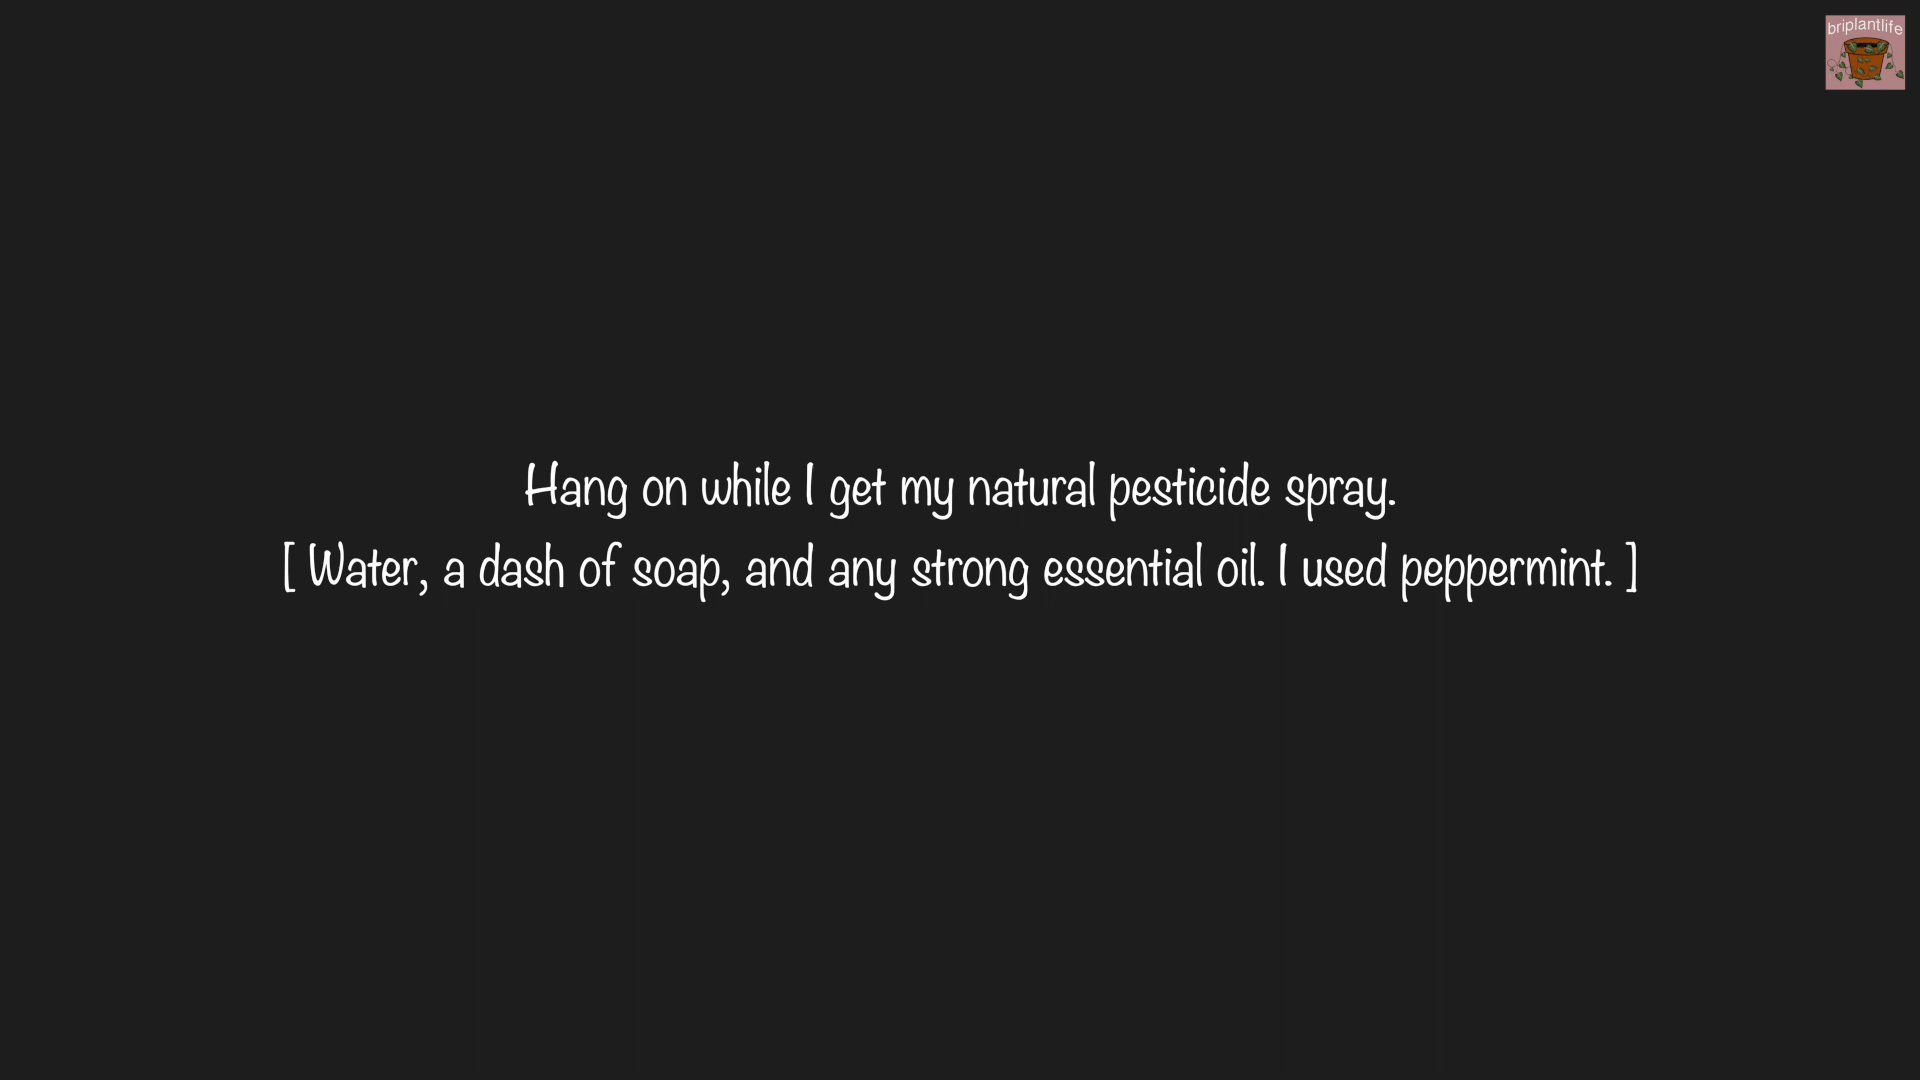 briplantlife
Hang on while I get my natural pesticide spray.
[ Water, a dash of soap, and any strong essential oil. I used peppermint. ]